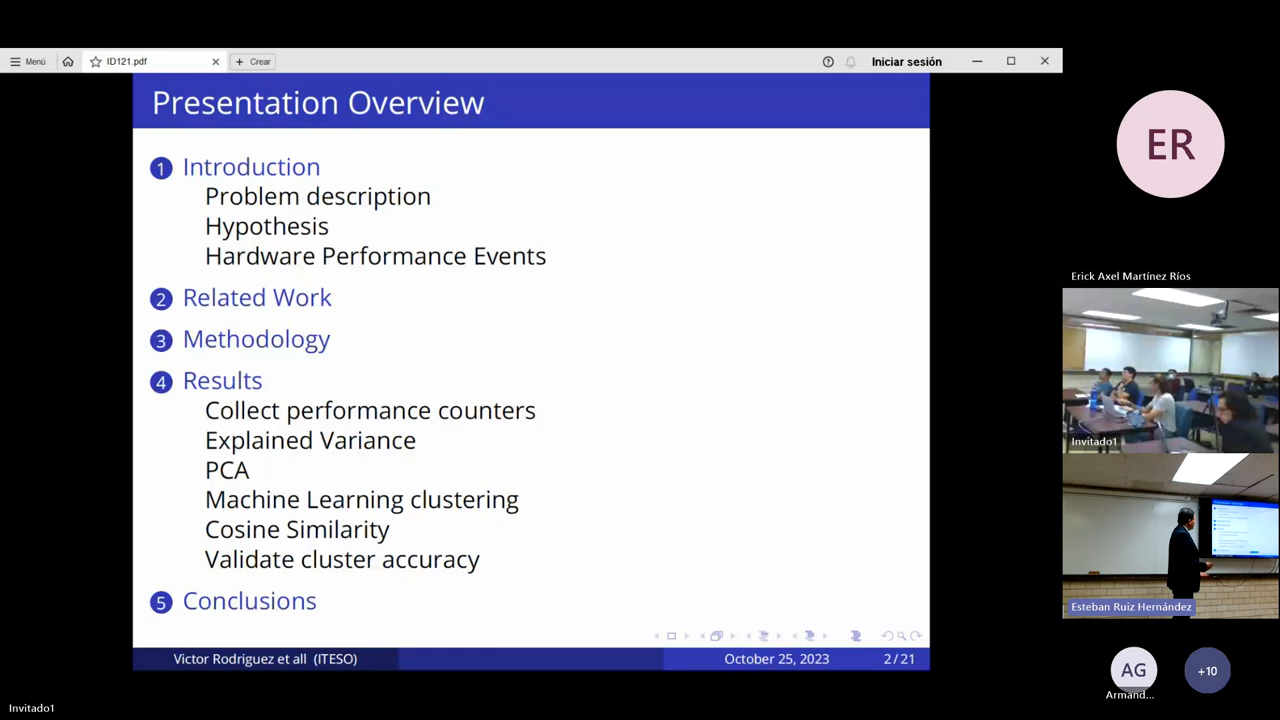 Menú
ID121.pdf
Crear
Iniciar sesión
Presentation Overview
1 Introduction
Problem description
Hypothesis
Hardware Performance Events
2 Related Work
3 Methodology
4 Results
Collect performance counters
Explained Variance
PCA
Machine Learning clustering
Cosine Similarity
Validate cluster accuracy
5 Conclusions
Victor Rodriguez et all (ITESO)
October 25, 2023
2 / 21
ER
Erick Axel Martínez Ríos
Invitado1
Esteban Ruiz Hernández
AG
Armand...
+10
Invitado1